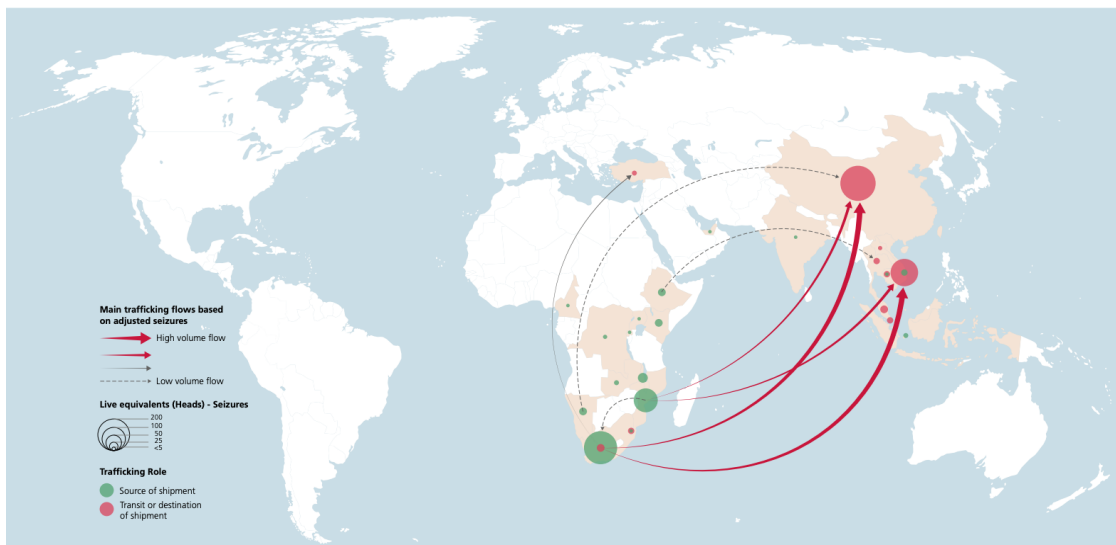 Main trafficking flows based
on adjusted seizures
High volume flow
Low volume flow
Live equivalents (Heads) - Seizures
200
100
50
25
<5
Trafficking Role
Source of shipment
Transit or destination
of shipment